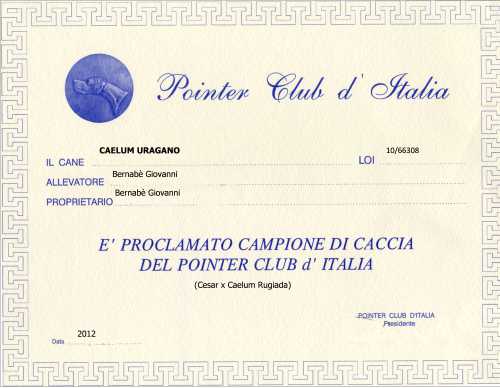 Pointer Club d' Italia
CAELUM URAGANO 10/66308
IL CANE LOI
Bernabè Giovanni
ALLEVATORE
Bernabè Giovanni
PROPRIETARIO
E' PROCLAMATO CAMPIONE DI CACCIA
DEL POINTER CLUB d' ITALIA
(Cesar x Caelum Rugiada)
POINTER CLUB D'ITALIA
Presidente
2012
Data